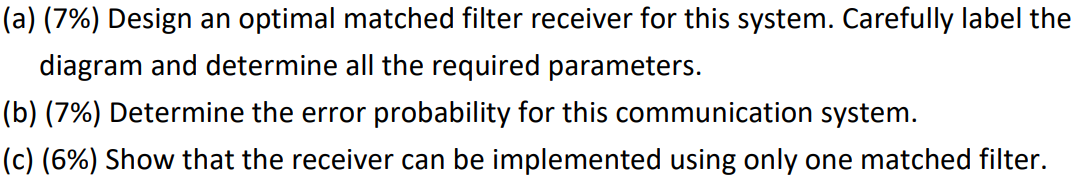 (a) (7%) Design an optimal matched filter receiver for this system. Carefully label the
diagram and determine all the required parameters.
(b) (7%) Determine the error probability for this communication system.
(c) (6%) Show that the receiver can be implemented using only one matched filter.